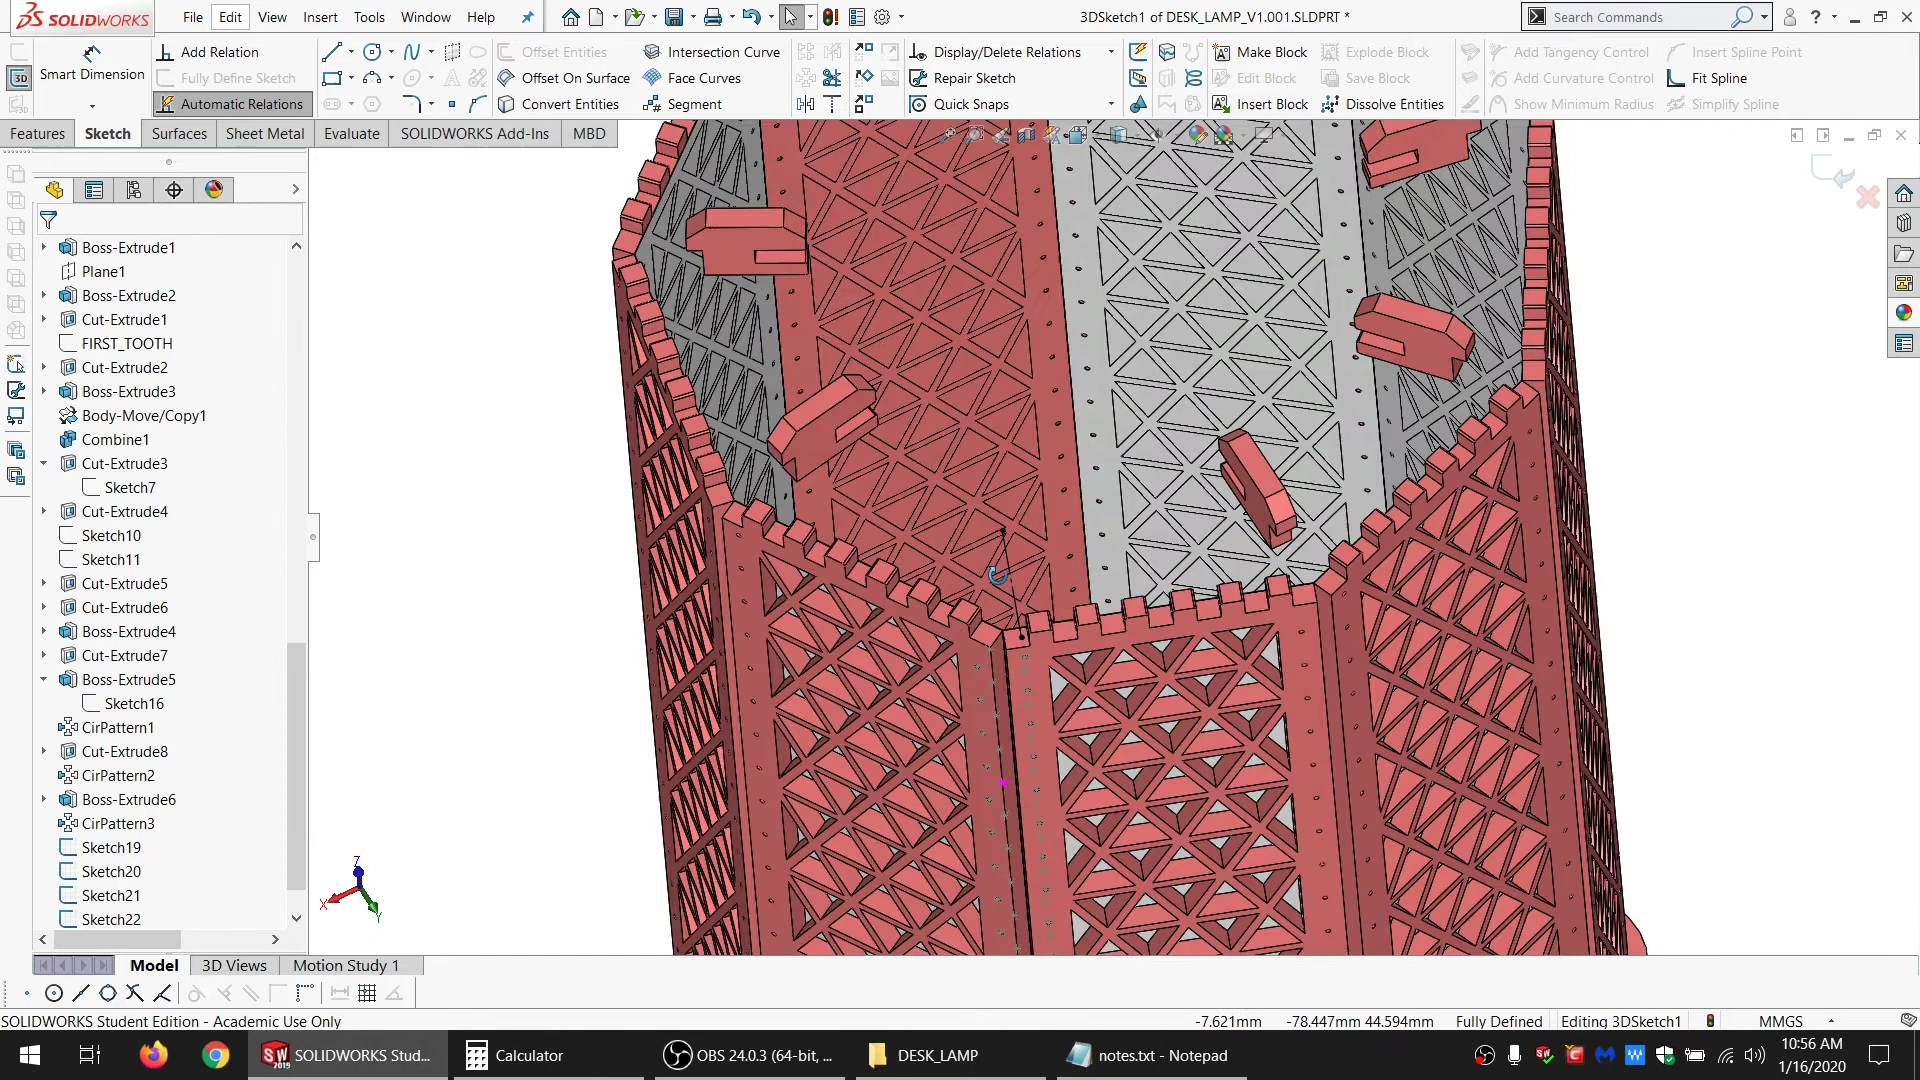 SOLIDWORKS
File Edit View Insert Tools Window Help
3DSketch1 of DESK_LAMP_V1.001.SLDPRT *
Search Commands
Smart Dimension
Add Relation
Fully Define Sketch
Automatic Relations
Offset Entities
Offset On Surface
Convert Entities
Intersection Curve
Face Curves
Segment
Display/Delete Relations
Repair Sketch
Quick Snaps
Make Block
Edit Block
Insert Block
Explode Block
Save Block
Dissolve Entities
Add Tangency Control
Add Curvature Control
Show Minimum Radius
Insert Spline Point
Fit Spline
Simplify Spline
Features Sketch Surfaces Sheet Metal Evaluate SOLIDWORKS Add-Ins MBD
Boss-Extrude1
Plane1
Boss-Extrude2
Cut-Extrude1
FIRST_TOOTH
Cut-Extrude2
Boss-Extrude3
Body-Move/Copy1
Combine1
Cut-Extrude3
Sketch7
Cut-Extrude4
Sketch10
Sketch11
Cut-Extrude5
Cut-Extrude6
Boss-Extrude4
Cut-Extrude7
Boss-Extrude5
Sketch16
CirPattern1
Cut-Extrude8
CirPattern2
Boss-Extrude6
CirPattern3
Sketch19
Sketch20
Sketch21
Sketch22
Z
X
Y
Model 3D Views Motion Study 1
SOLIDWORKS Student Edition - Academic Use Only
-7.621mm -78.447mm 44.594mm Fully Defined Editing 3DSketch1 MMGS
SOLIDWORKS Stud...
Calculator
OBS 24.0.3 (64-bit, ...
DESK_LAMP
notes.txt - Notepad
10:56 AM
1/16/2020